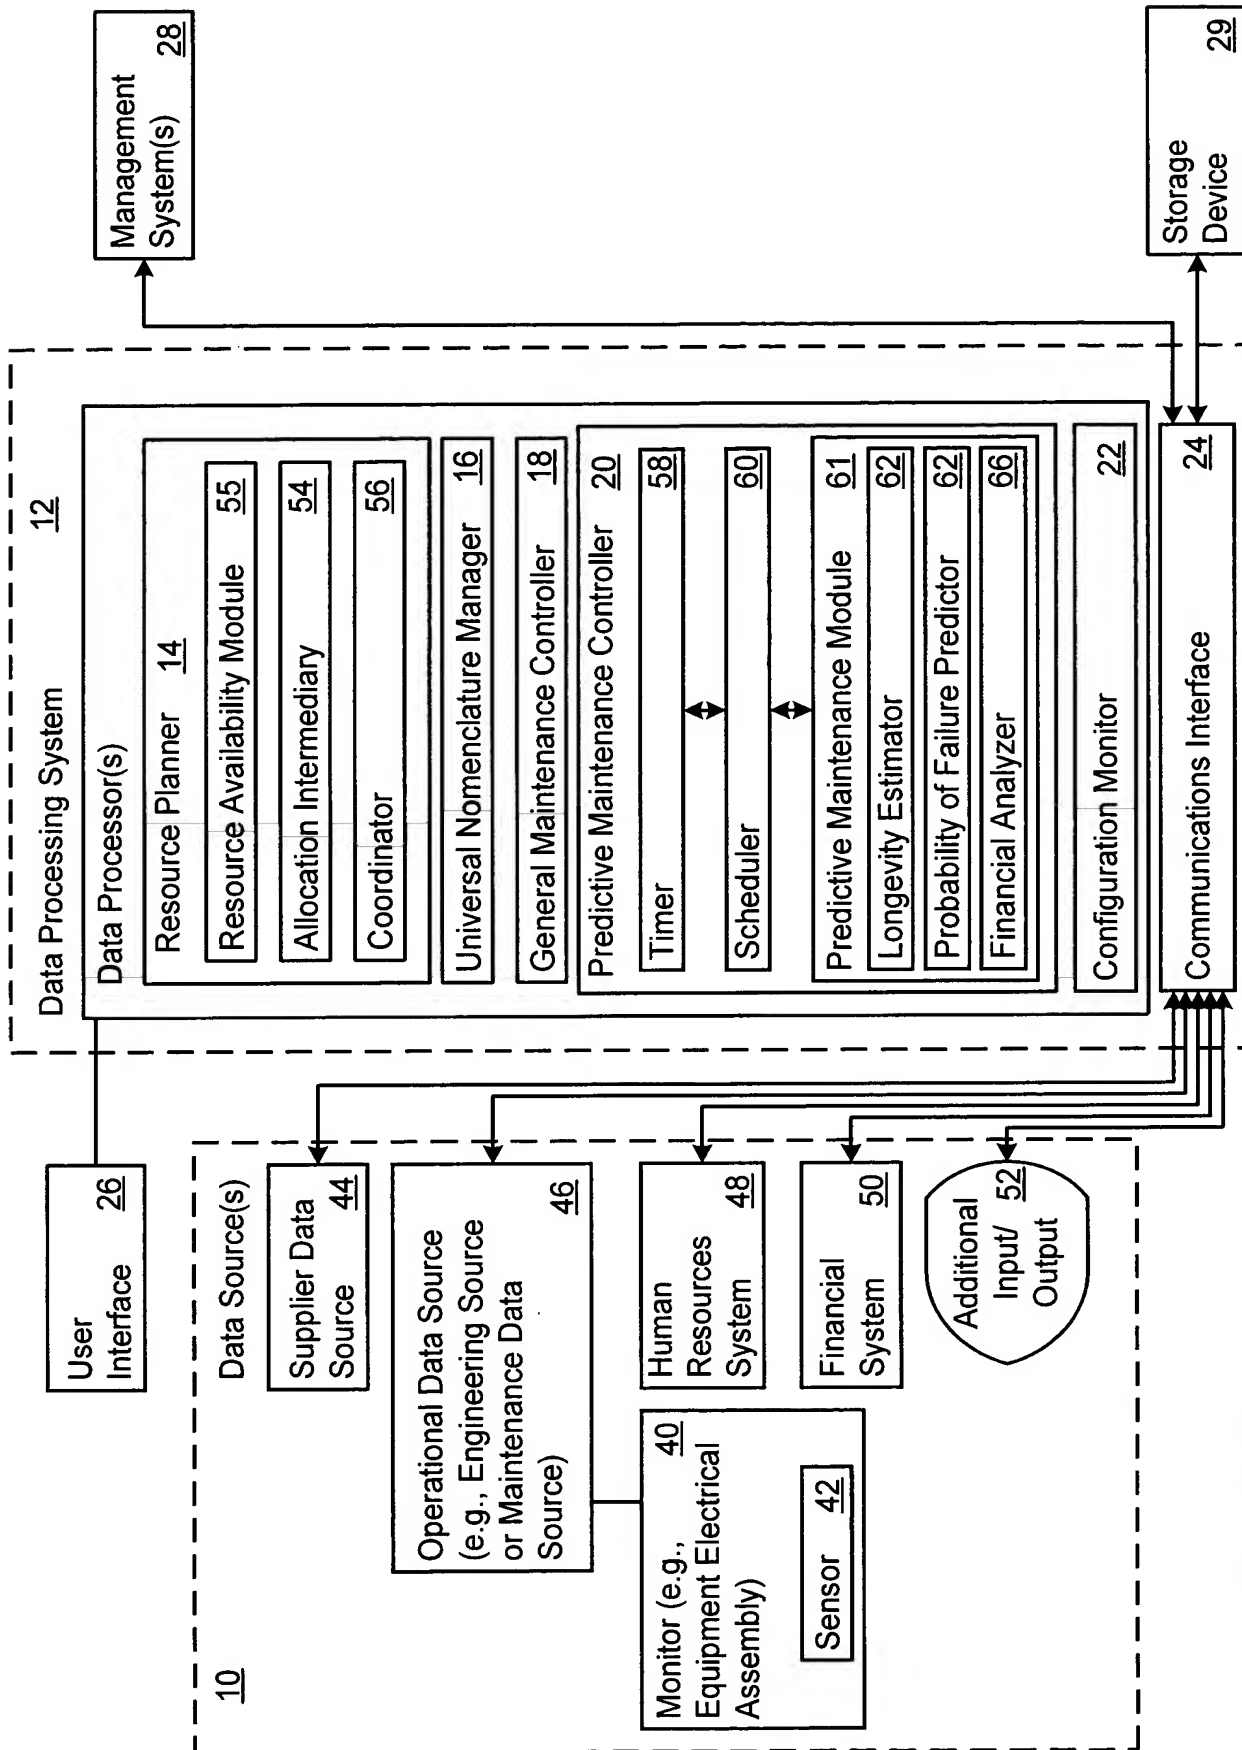 User
Interface
26
Data Source(s)
Supplier Data
Source
44
Operational Data Source
(e.g., Engineering Source
or Maintenance Data
Source)
46
Monitor (e.g.,
Equipment Electrical
Assembly)
40
Sensor 42
Human
Resources
System
48
Financial
System
50
Additional
Input/
Output
52
10
Data Processing System
12
Data Processor(s)
Resource Planner 14
Resource Availability Module 55
Allocation Intermediary 54
Coordinator 56
Universal Nomenclature Manager 16
General Maintenance Controller 18
Predictive Maintenance Controller 20
Timer 58
Scheduler 60
Predictive Maintenance Module 61
Longevity Estimator 62
Probability of Failure Predictor 62
Financial Analyzer 66
Configuration Monitor 22
Communications Interface 24
Management
System(s)
28
Storage
Device
29